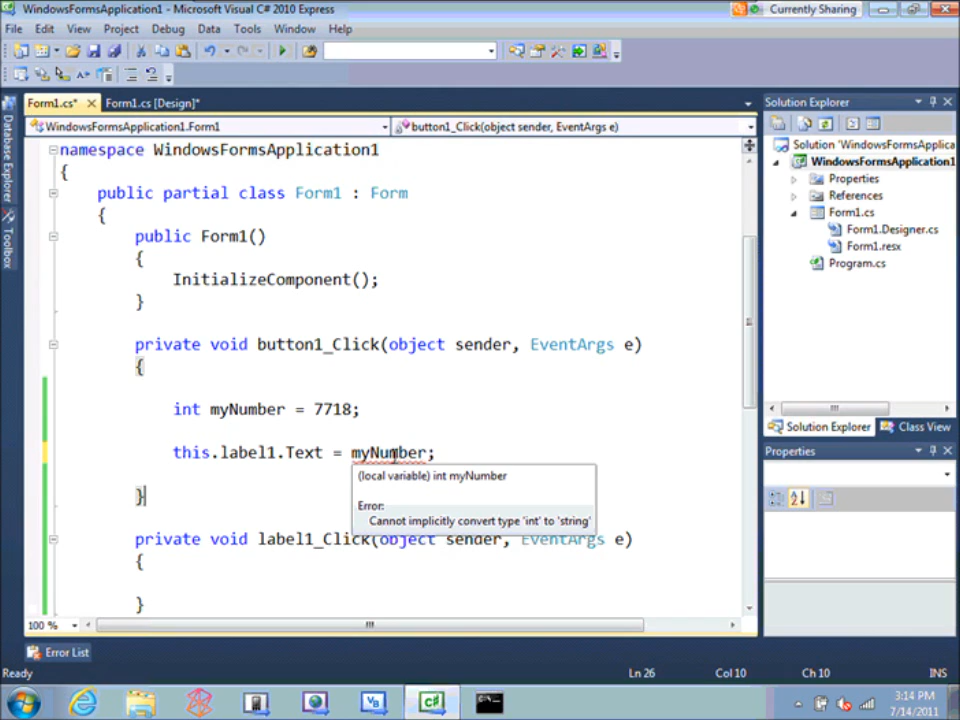 WindowsFormsApplication1 - Microsoft Visual C# 2010 Express
Currently Sharing
File Edit View Project Debug Data Tools Window Help
Form1.cs* Form1.cs [Design]*
Solution Explorer
WindowsFormsApplication1.Form1
button1_Click(object sender, EventArgs e)
Database Explorer
Toolbox
namespace WindowsFormsApplication1
{
public partial class Form1 : Form
{
public Form1()
{
InitializeComponent();
}
private void button1_Click(object sender, EventArgs e)
{
int myNumber = 7718;
this.label1.Text = myNumber;
(local variable) int myNumber
Error:
Cannot implicitly convert type 'int' to 'string'
}
private void label1_Click(object sender, EventArgs e)
{
}
100 %
Solution 'WindowsFormsApplica
WindowsFormsApplication1
Properties
References
Form1.cs
Form1.Designer.cs
Form1.resx
Program.cs
Solution Explorer Class View
Properties
Error List
Ready
Ln 26 Col 10 Ch 10 INS
3:14 PM
7/14/2011